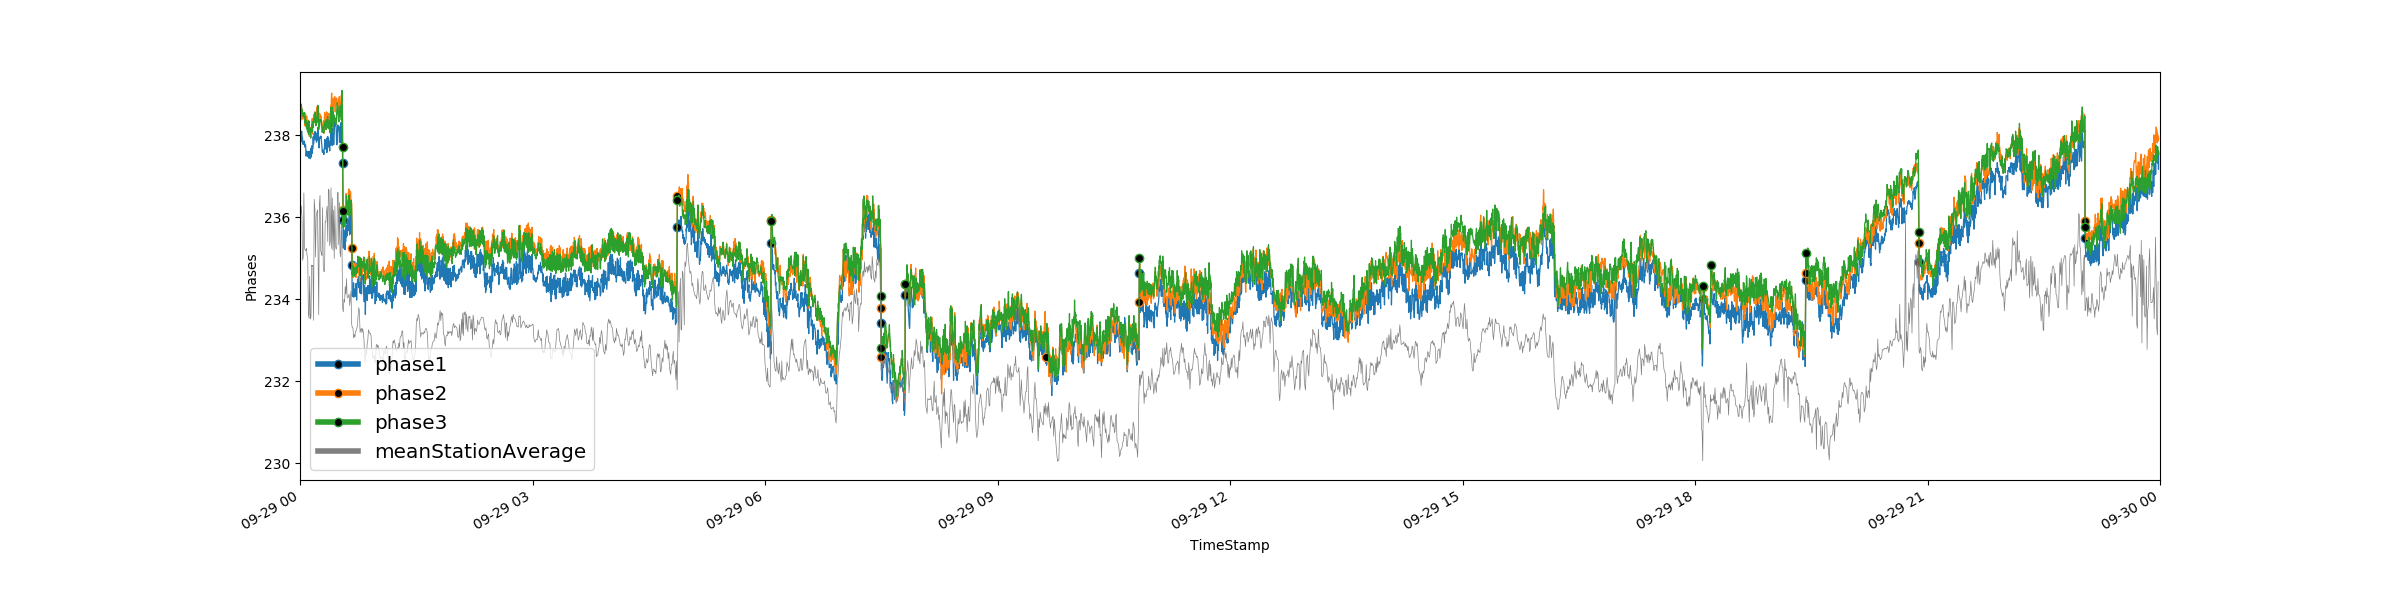 238
236
234
232
230
Phases
phase1
phase2
phase3
meanStationAverage
09-29 00
09-29 03
09-29 06
09-29 09
09-29 12
09-29 15
09-29 18
09-29 21
09-30 00
TimeStamp